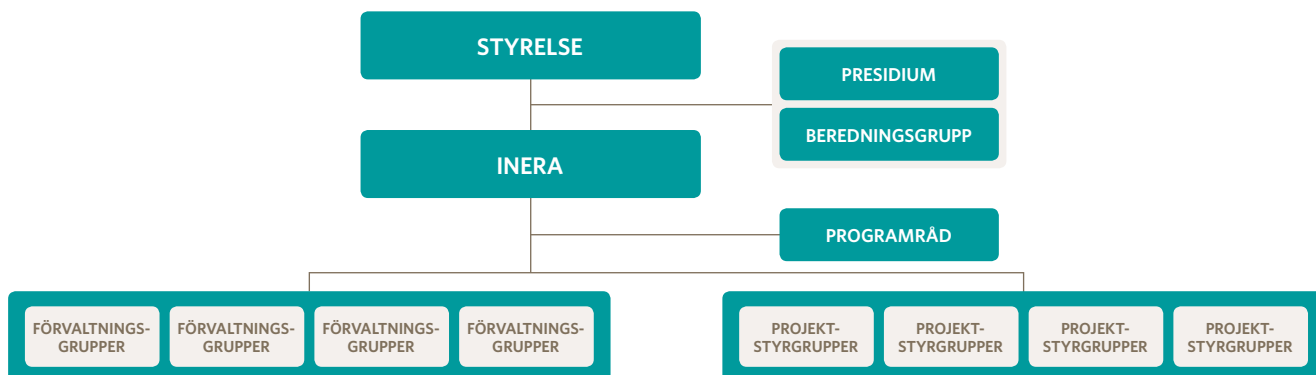 STYRELSE
PRESIDIUM
BEREDNINGSGRUPP
INERA
PROGRAMRÅD
FÖRVALTNINGS-
GRUPPER
FÖRVALTNINGS-
GRUPPER
FÖRVALTNINGS-
GRUPPER
FÖRVALTNINGS-
GRUPPER
PROJEKT-
STYRGRUPPER
PROJEKT-
STYRGRUPPER
PROJEKT-
STYRGRUPPER
PROJEKT-
STYRGRUPPER